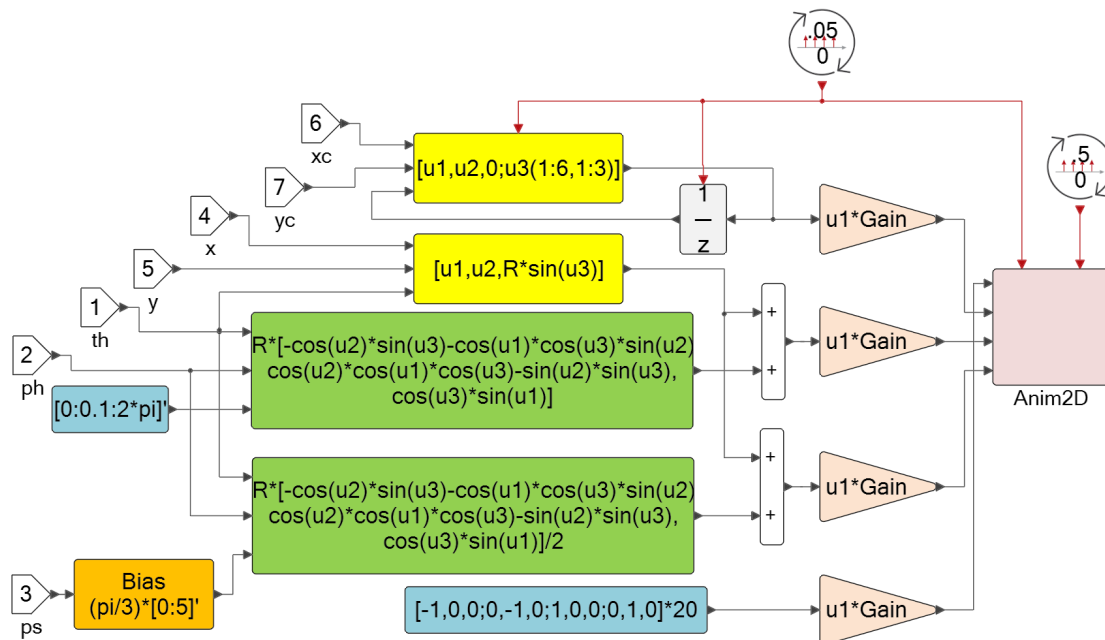 .05
0
6
xc
[u1,u2,0;u3(1:6,1:3)]
7
yc
1
z
u1*Gain
.5
0
4
x
5
y
[u1,u2,R*sin(u3)]
1
th
+
+
u1*Gain
Anim2D
2
ph
R*[-cos(u2)*sin(u3)-cos(u1)*cos(u3)*sin(u2)
cos(u2)*cos(u1)*cos(u3)-sin(u2)*sin(u3),
cos(u3)*sin(u1)]
[0:0.1:2*pi]'
R*[-cos(u2)*sin(u3)-cos(u1)*cos(u3)*sin(u2)
cos(u2)*cos(u1)*cos(u3)-sin(u2)*sin(u3),
cos(u3)*sin(u1)]/2
+
+
u1*Gain
3
ps
Bias
(pi/3)*[0:5]'
[-1,0,0;0,-1,0;1,0,0;0,1,0]*20
u1*Gain